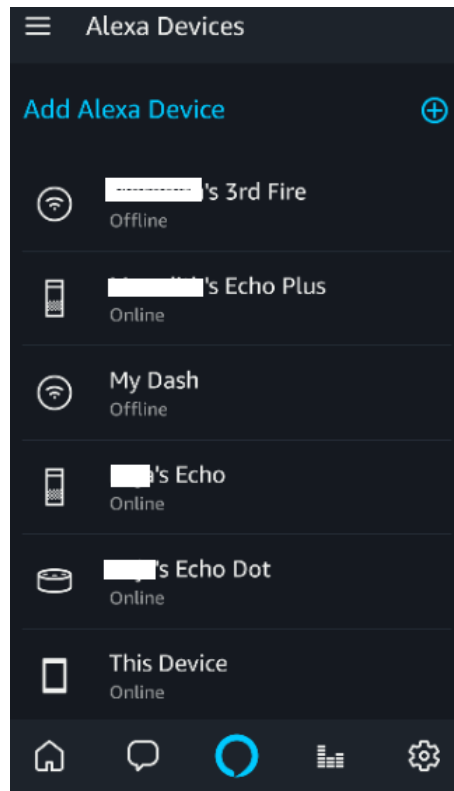 Alexa Devices
Add Alexa Device
's 3rd Fire
Offline
's Echo Plus
Online
My Dash
Offline
's Echo
Online
's Echo Dot
Online
This Device
Online